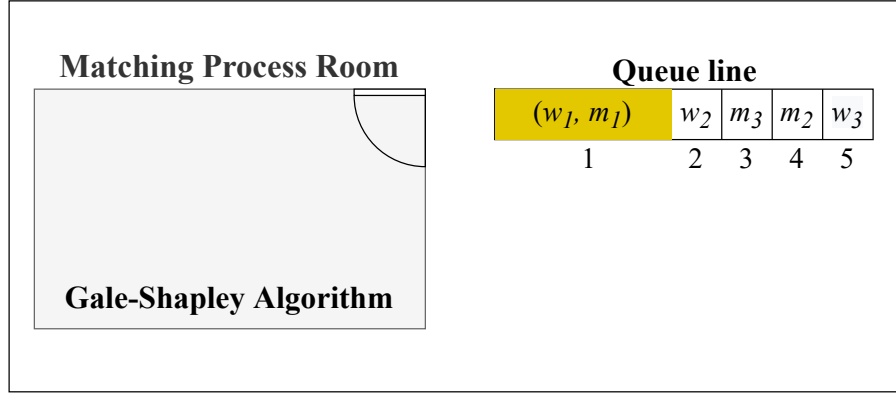 Matching Process Room
Gale-Shapley Algorithm
Queue line
(w1, m1) w2 m3 m2 w3
1 2 3 4 5